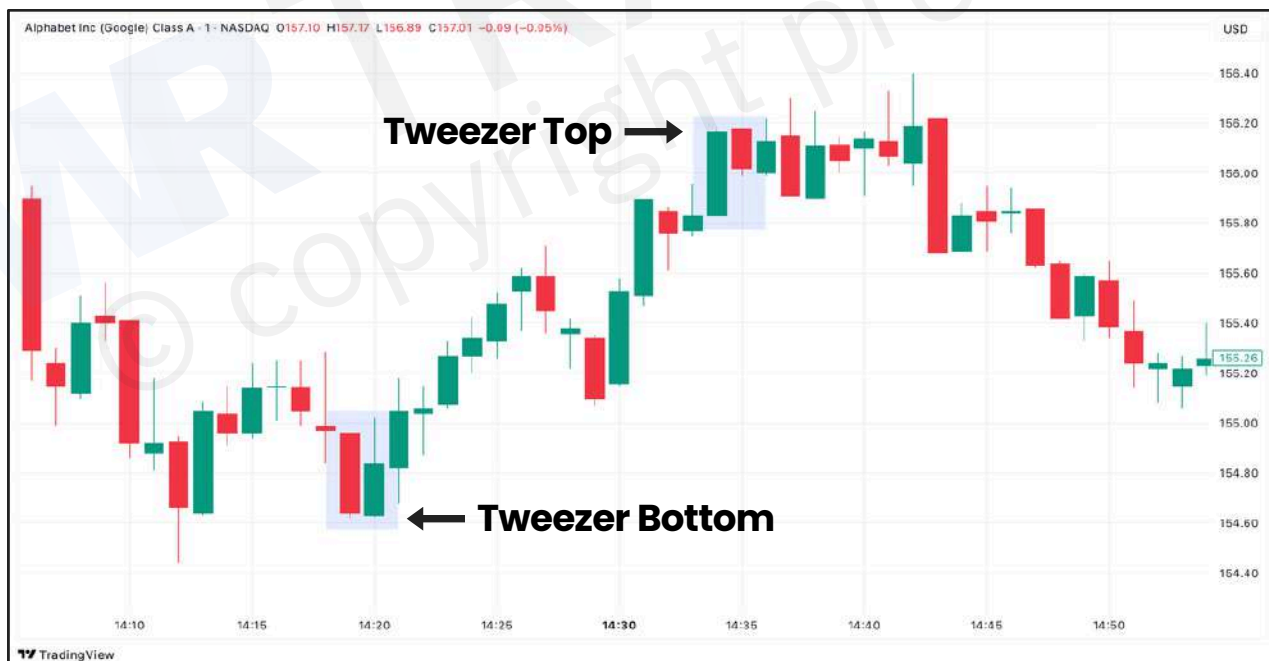 Alphabet Inc (Google) Class A · 1 · NASDAQ O157.10 H157.17 L156.89 C157.01 −0.09 (−0.05%)
USD
156.40
Tweezer Top
156.20
156.00
155.80
155.60
155.40
155.26
155.20
155.00
154.80
Tweezer Bottom
154.60
154.40
14:10 14:15 14:20 14:25 14:30 14:35 14:40 14:45 14:50
TradingView
© copyright pro